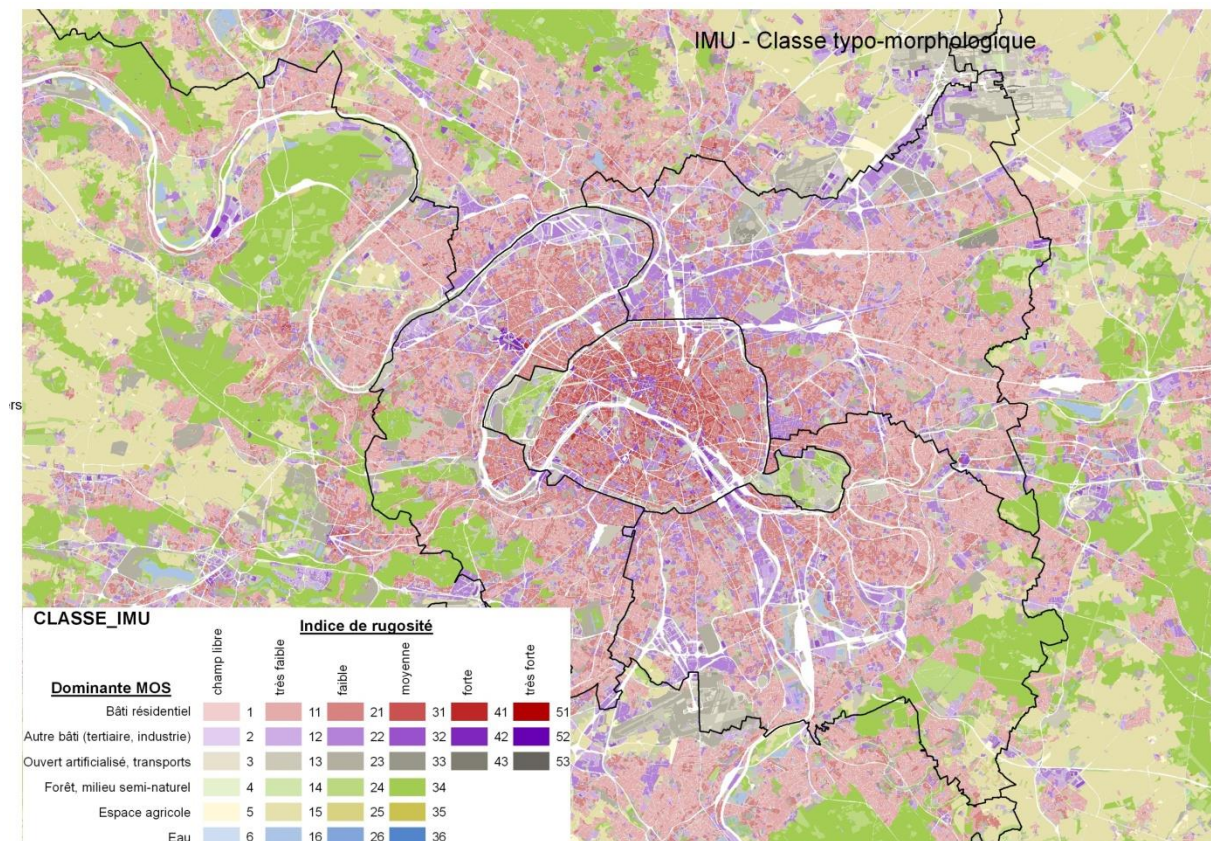 IMU - Classe typo-morphologique
ers
CLASSE_IMU
Indice de rugosité
champ libre
très faible
faible
moyenne
forte
très forte
Dominante MOS
Bâti résidentiel 1 11 21 31 41 51
Autre bâti (tertiaire, industrie) 2 12 22 32 42 52
Ouvert artificialisé, transports 3 13 23 33 43 53
Forêt, milieu semi-naturel 4 14 24 34
Espace agricole 5 15 25 35
Eau 6 16 26 36